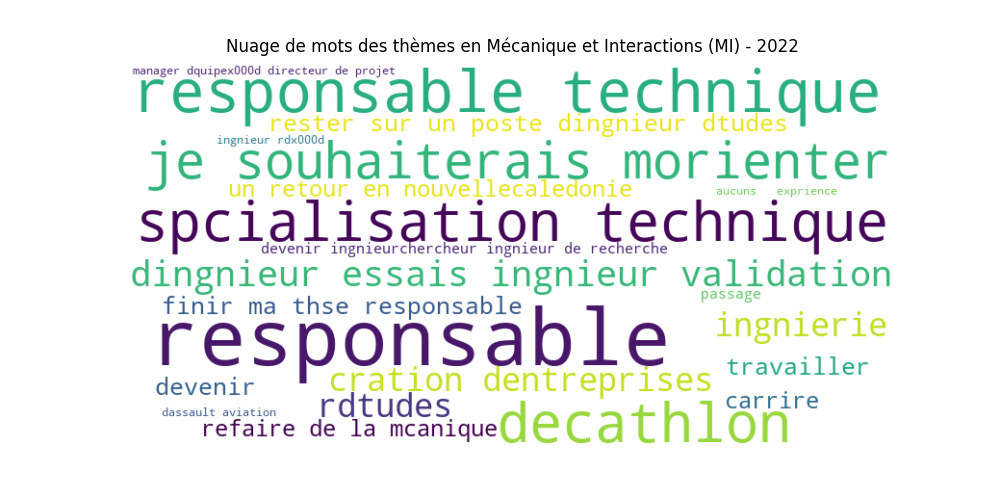 Nuage de mots des thèmes en Mécanique et Interactions (MI) - 2022
manager dquipex000d directeur de projet
responsable technique
rester sur un poste dingnieur dtudes
ingnieur rdx000d
je souhaiterais morienter
un retour en nouvellecaledonie
aucuns exprience
spcialisation technique
devenir ingnieurchercheur ingnieur de recherche
dingnieur essais ingnieur validation
passage
finir ma thse responsable
responsable
ingnierie
travailler
cration dentreprises
devenir
carrire
rdtudes
decathlon
dassault aviation
refaire de la mcanique